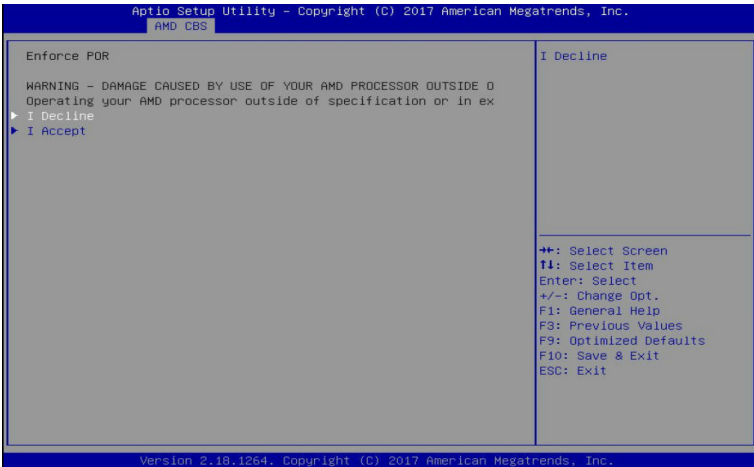 Aptio Setup Utility – Copyright (C) 2017 American Megatrends, Inc.
AMD CBS
Enforce POR
I Decline
WARNING – DAMAGE CAUSED BY USE OF YOUR AMD PROCESSOR OUTSIDE O
Operating your AMD processor outside of specification or in ex
▶ I Decline
▶ I Accept
→←: Select Screen
↑↓: Select Item
Enter: Select
+/-: Change Opt.
F1: General Help
F3: Previous Values
F9: Optimized Defaults
F10: Save & Exit
ESC: Exit
Version 2.18.1264. Copyright (C) 2017 American Megatrends, Inc.